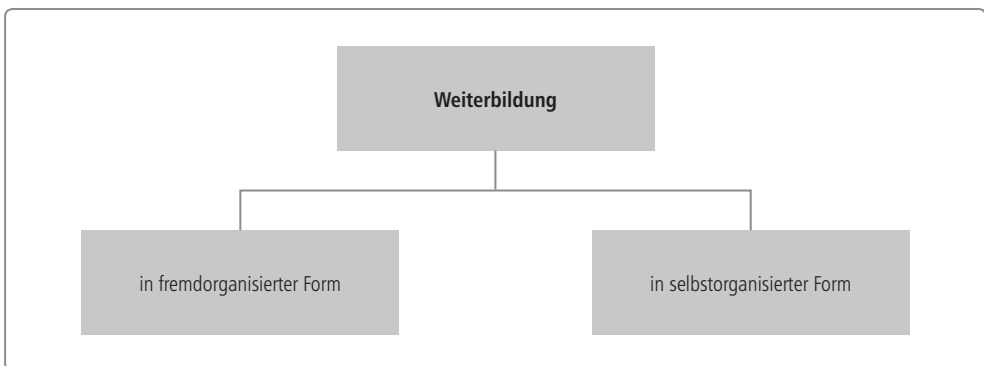 Weiterbildung
in fremdorganisierter Form
in selbstorganisierter Form